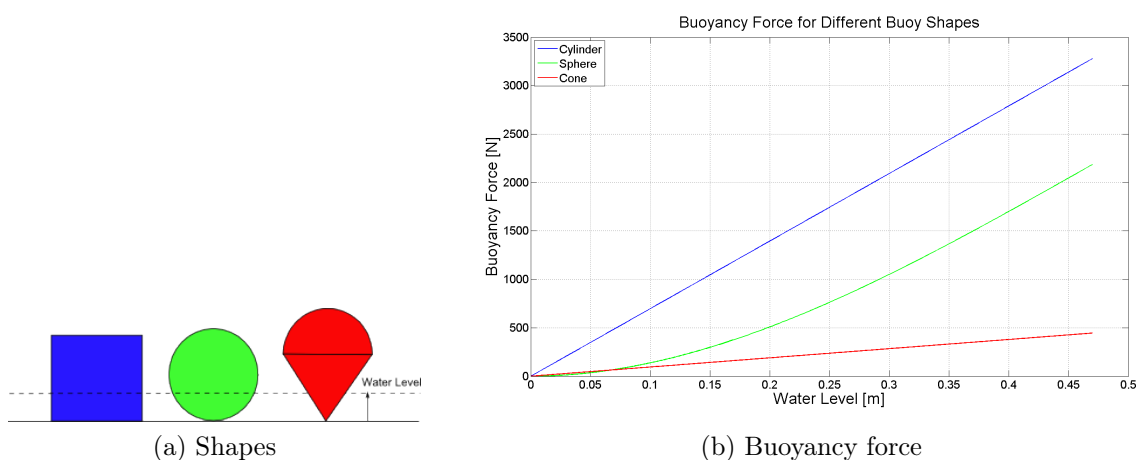 Water Level
(a) Shapes
Buoyancy Force for Different Buoy Shapes
Cylinder
Sphere
Cone
Buoyancy Force [N]
3500
3000
2500
2000
1500
1000
500
0
0 0.05 0.1 0.15 0.2 0.25 0.3 0.35 0.4 0.45 0.5
Water Level [m]
(b) Buoyancy force